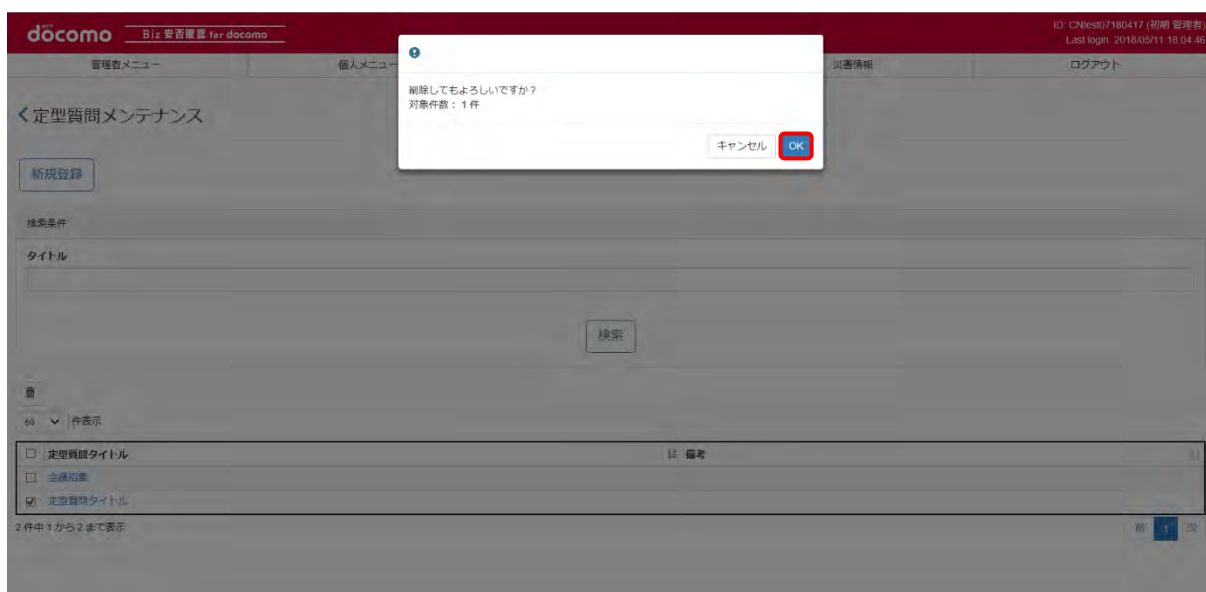 NTT
döcomo Biz 安否確認 for docomo
ID: CNtest07180417 (初期 管理者)
Last login: 2018/05/11 18:04:46
管理者メニュー 個人メニュー 災害情報 ログアウト
削除してもよろしいですか?
対象件数: 1 件
キャンセル OK
定型質問メンテナンス
新規登録
検索条件
タイトル
検索
50 件表示
定型質問タイトル 備考
会議招集
定型質問タイトル
2 件中 1 から 2 まで表示
前 1 次